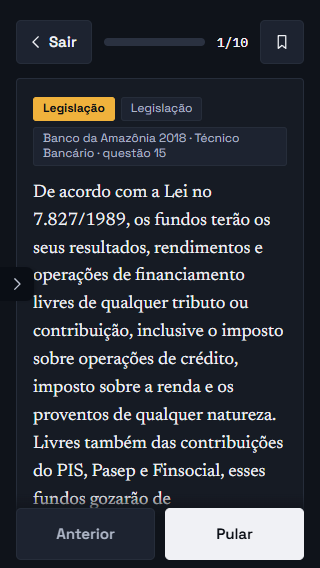 Sair
1/10
Legislação
Legislação
Banco da Amazônia 2018 · Técnico
Bancário · questão 15
De acordo com a Lei no
7.827/1989, os fundos terão os
seus resultados, rendimentos e
operações de financiamento
livres de qualquer tributo ou
contribuição, inclusive o imposto
sobre operações de crédito,
imposto sobre a renda e os
proventos de qualquer natureza.
Livres também das contribuições
do PIS, Pasep e Finsocial, esses
fundos gozarão de
Anterior
Pular